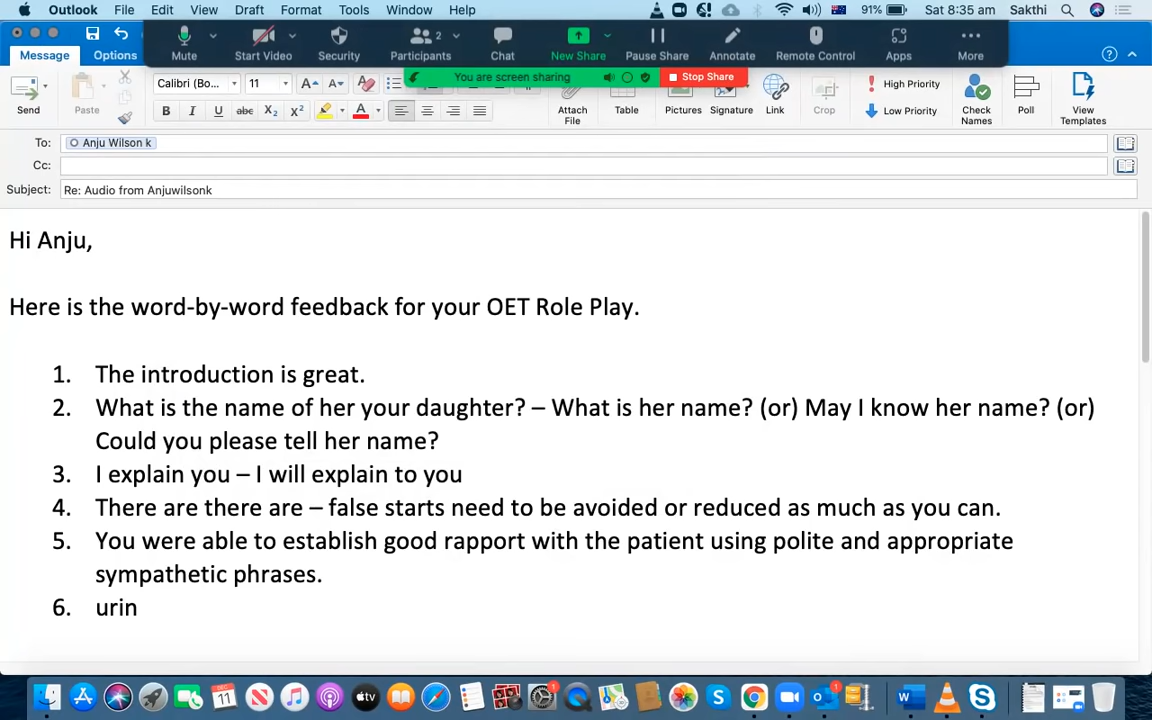 Outlook File Edit View Draft Format Tools Window Help 91% Sat 8:35 am Sakthi
Mute Start Video Security Participants 2 Chat New Share Pause Share Annotate Remote Control Apps More
Message Options
You are screen sharing Stop Share
Send Paste Calibri (Bo... 11 Attach File Table Pictures Signature Link Crop High Priority Low Priority Check Names Poll View Templates
To: Anju Wilson k
Cc:
Subject: Re: Audio from Anjuwilsonk
Hi Anju,
Here is the word-by-word feedback for your OET Role Play.
1. The introduction is great.
2. What is the name of her your daughter? – What is her name? (or) May I know her name? (or)
Could you please tell her name?
3. I explain you – I will explain to you
4. There are there are – false starts need to be avoided or reduced as much as you can.
5. You were able to establish good rapport with the patient using polite and appropriate
sympathetic phrases.
6. urin